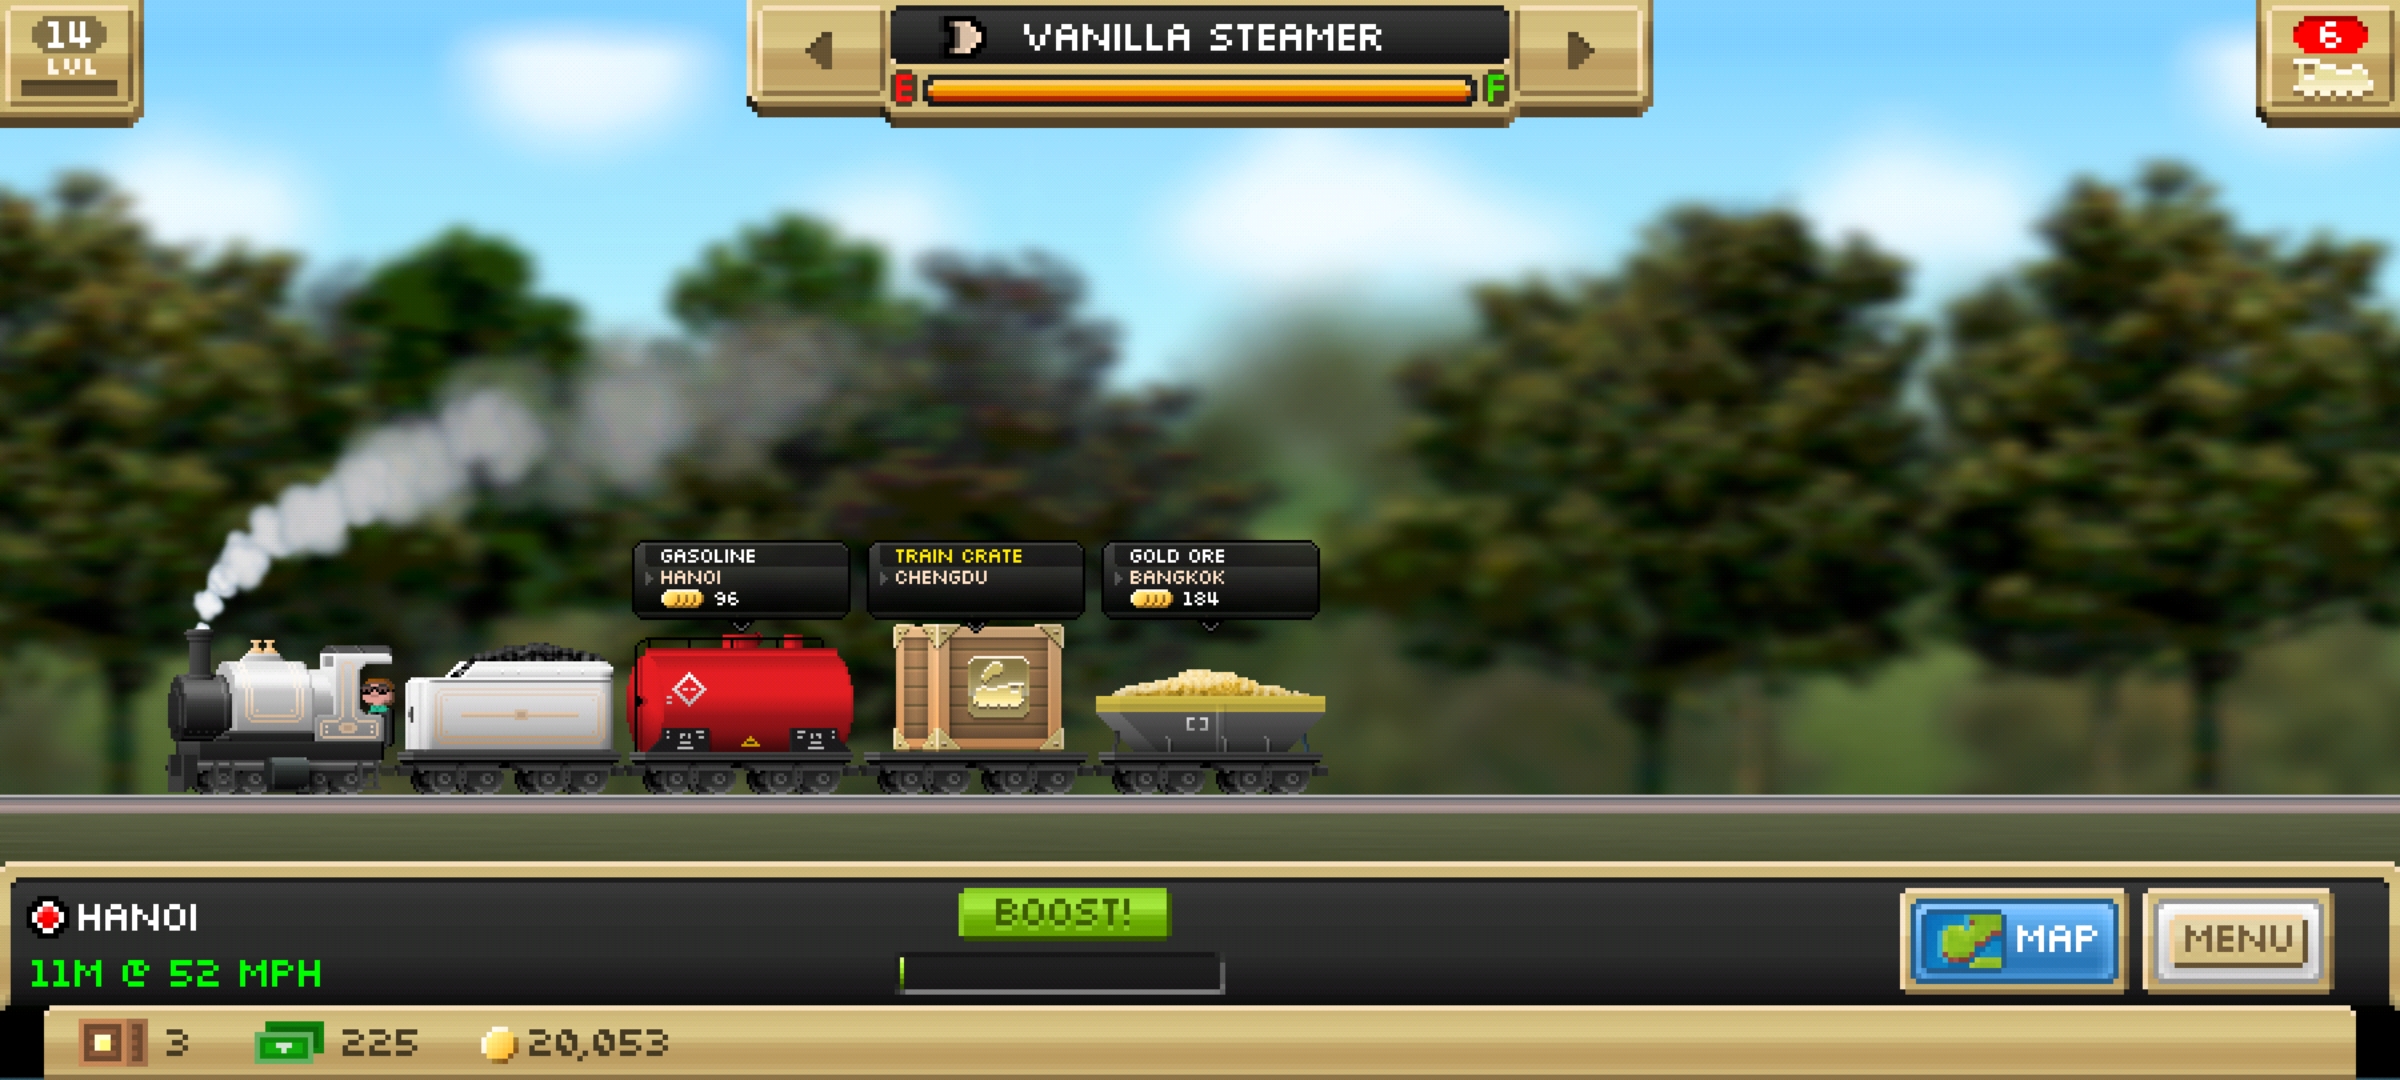 14
LVL
VANILLA STEAMER
E F
6
GASOLINE
HANOI
96
TRAIN CRATE
CHENGDU
GOLD ORE
BANGKOK
184
HANOI
11M @ 52 MPH
BOOST!
MAP
MENU
3
225
20,053